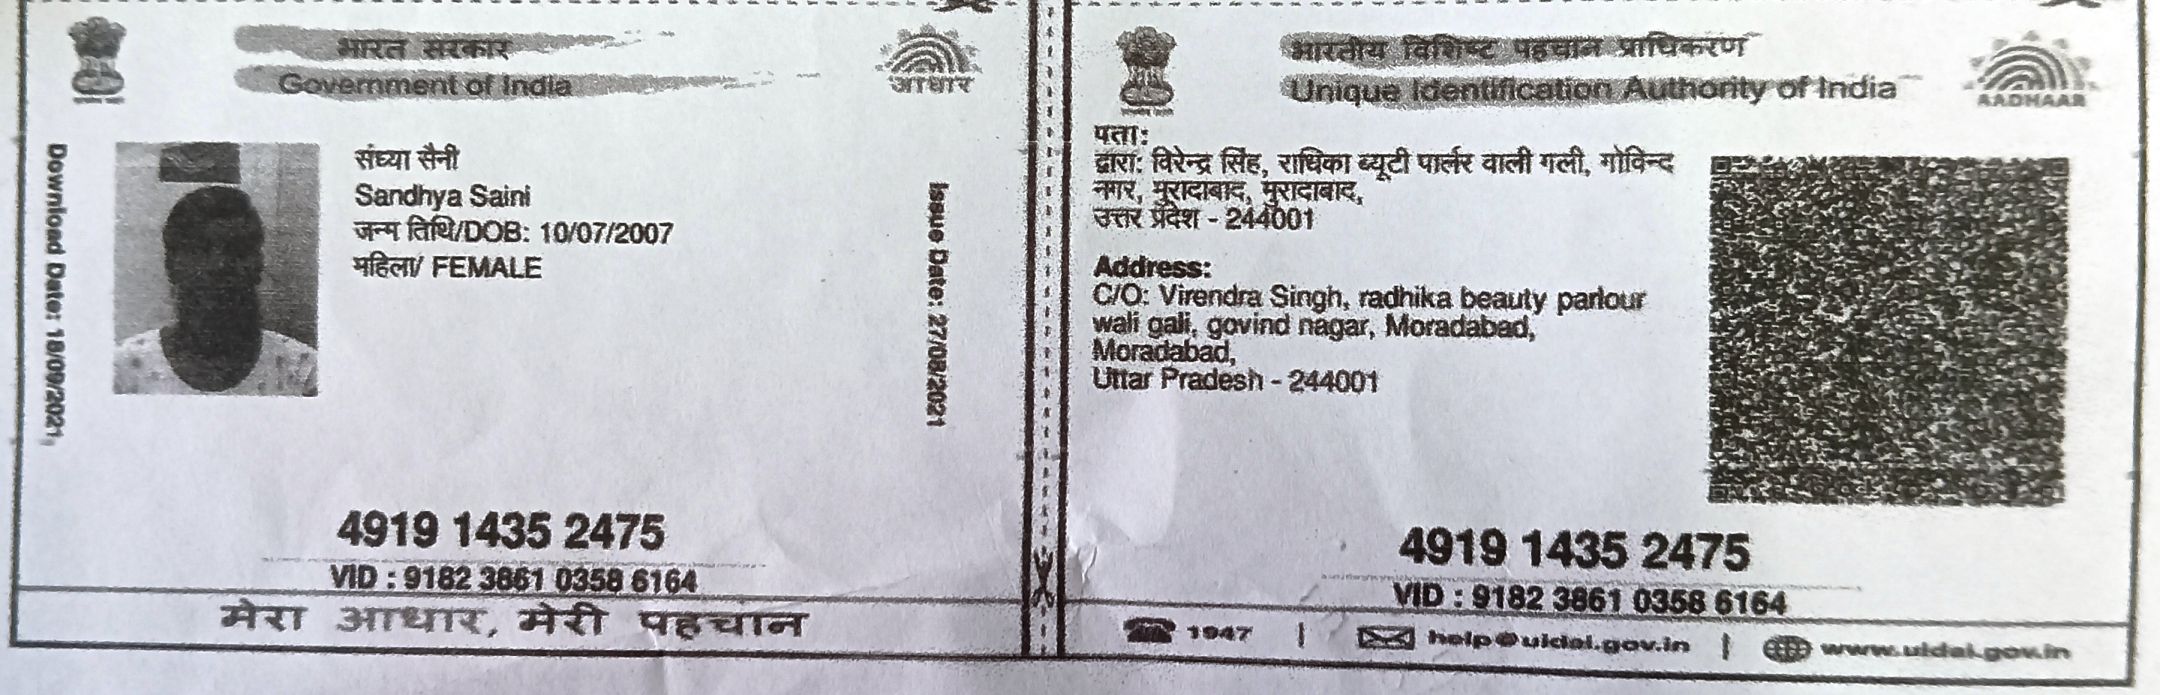 भारत सरकार
Government of India
आधार
Download Date: 18/09/2021
संध्या सैनी
Sandhya Saini
जन्म तिथि/DOB: 10/07/2007
महिला/ FEMALE
Issue Date: 27/08/2021
4919 1435 2475
VID : 9182 3861 0358 6164
मेरा आधार, मेरी पहचान
भारतीय विशिष्ट पहचान प्राधिकरण
Unique Identification Authority of India
AADHAAR
पता:
द्वारा: विरेन्द्र सिंह, राधिका ब्यूटी पार्लर वाली गली, गोविन्द
नगर, मुरादाबाद, मुरादाबाद,
उत्तर प्रदेश - 244001
Address:
C/O: Virendra Singh, radhika beauty parlour
wali gali, govind nagar, Moradabad,
Moradabad,
Uttar Pradesh - 244001
4919 1435 2475
VID : 9182 3861 0358 6164
1947 | help@uidai.gov.in | www.uidai.gov.in